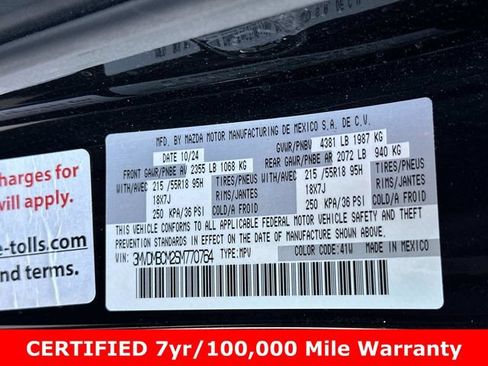 MFD. BY MAZDA MOTOR MANUFACTURING DE MEXICO S.A. DE C.V.
DATE 10/24 GVWR/PNBV 4381 LB 1987 KG
FRONT GAWR/PNBE AV 2355 LB 1068 KG REAR GAWR/PNBE AR 2072 LB 940 KG
WITH/AVEC 215 /55R18 95H TIRES/PNEUS WITH/AVEC 215 /55R18 95H TIRES/PNEUS
18X7J RIMS/JANTES 18X7J RIMS/JANTES
250 KPA/36 PSI COLD/A FROID 250 KPA/36 PSI COLD/A FROID
THIS VEHICLE CONFORMS TO ALL APPLICABLE FEDERAL MOTOR VEHICLE SAFETY AND THEFT
PREVENTION STANDARDS IN EFFECT ON THE DATE OF MANUFACTURE SHOWN ABOVE.
VIN: 3MVDMBCM2SM770764 TYPE:MPV COLOR CODE:41W MADE IN MEXICO
charges for
will apply.
e-tolls.com
and terms.
CERTIFIED 7yr/100,000 Mile Warranty